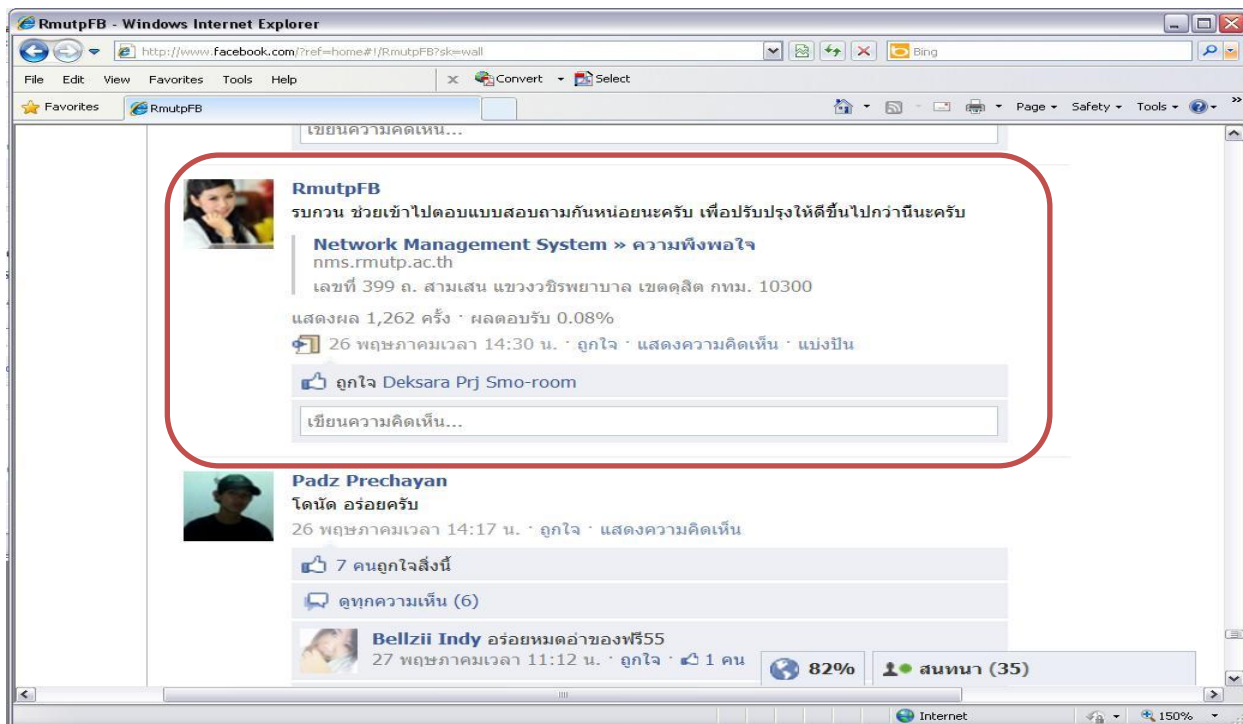 RmutpFB - Windows Internet Explorer
http://www.facebook.com/?ref=home#!/RmutpFB?sk=wall
Bing
File Edit View Favorites Tools Help x Convert Select
Favorites RmutpFB Page Safety Tools
เขียนความคิดเห็น...
RmutpFB
รบกวน ช่วยเข้าไปตอบแบบสอบถามกันหน่อยนะครับ เพื่อปรับปรุงให้ดีขึ้นไปกว่านี้นะครับ
Network Management System » ความพึงพอใจ
nms.rmutp.ac.th
เลขที่ 399 ถ. สามเสน แขวงวชิรพยาบาล เขตดุสิต กทม. 10300
แสดงผล 1,262 ครั้ง · ผลตอบรับ 0.08%
26 พฤษภาคมเวลา 14:30 น. · ถูกใจ · แสดงความคิดเห็น · แบ่งปัน
ถูกใจ Deksara Prj Smo-room
เขียนความคิดเห็น...
Padz Prechayan
โดนัด อร่อยครับ
26 พฤษภาคมเวลา 14:17 น. · ถูกใจ · แสดงความคิดเห็น
7 คนถูกใจสิ่งนี้
ดูทุกความเห็น (6)
Bellzii Indy อร่อยหมดอ่าของฟรี55
27 พฤษภาคมเวลา 11:12 น. · ถูกใจ · 1 คน
82% สนทนา (35)
Internet 150%